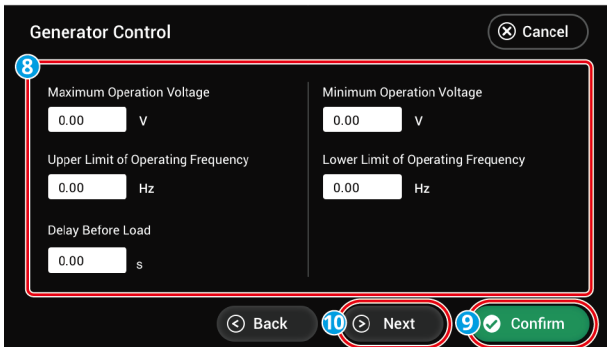 Generator Control
Cancel
8
Maximum Operation Voltage
0.00 V
Minimum Operation Voltage
0.00 V
Upper Limit of Operating Frequency
0.00 Hz
Lower Limit of Operating Frequency
0.00 Hz
Delay Before Load
0.00 s
Back
10 Next
9 Confirm